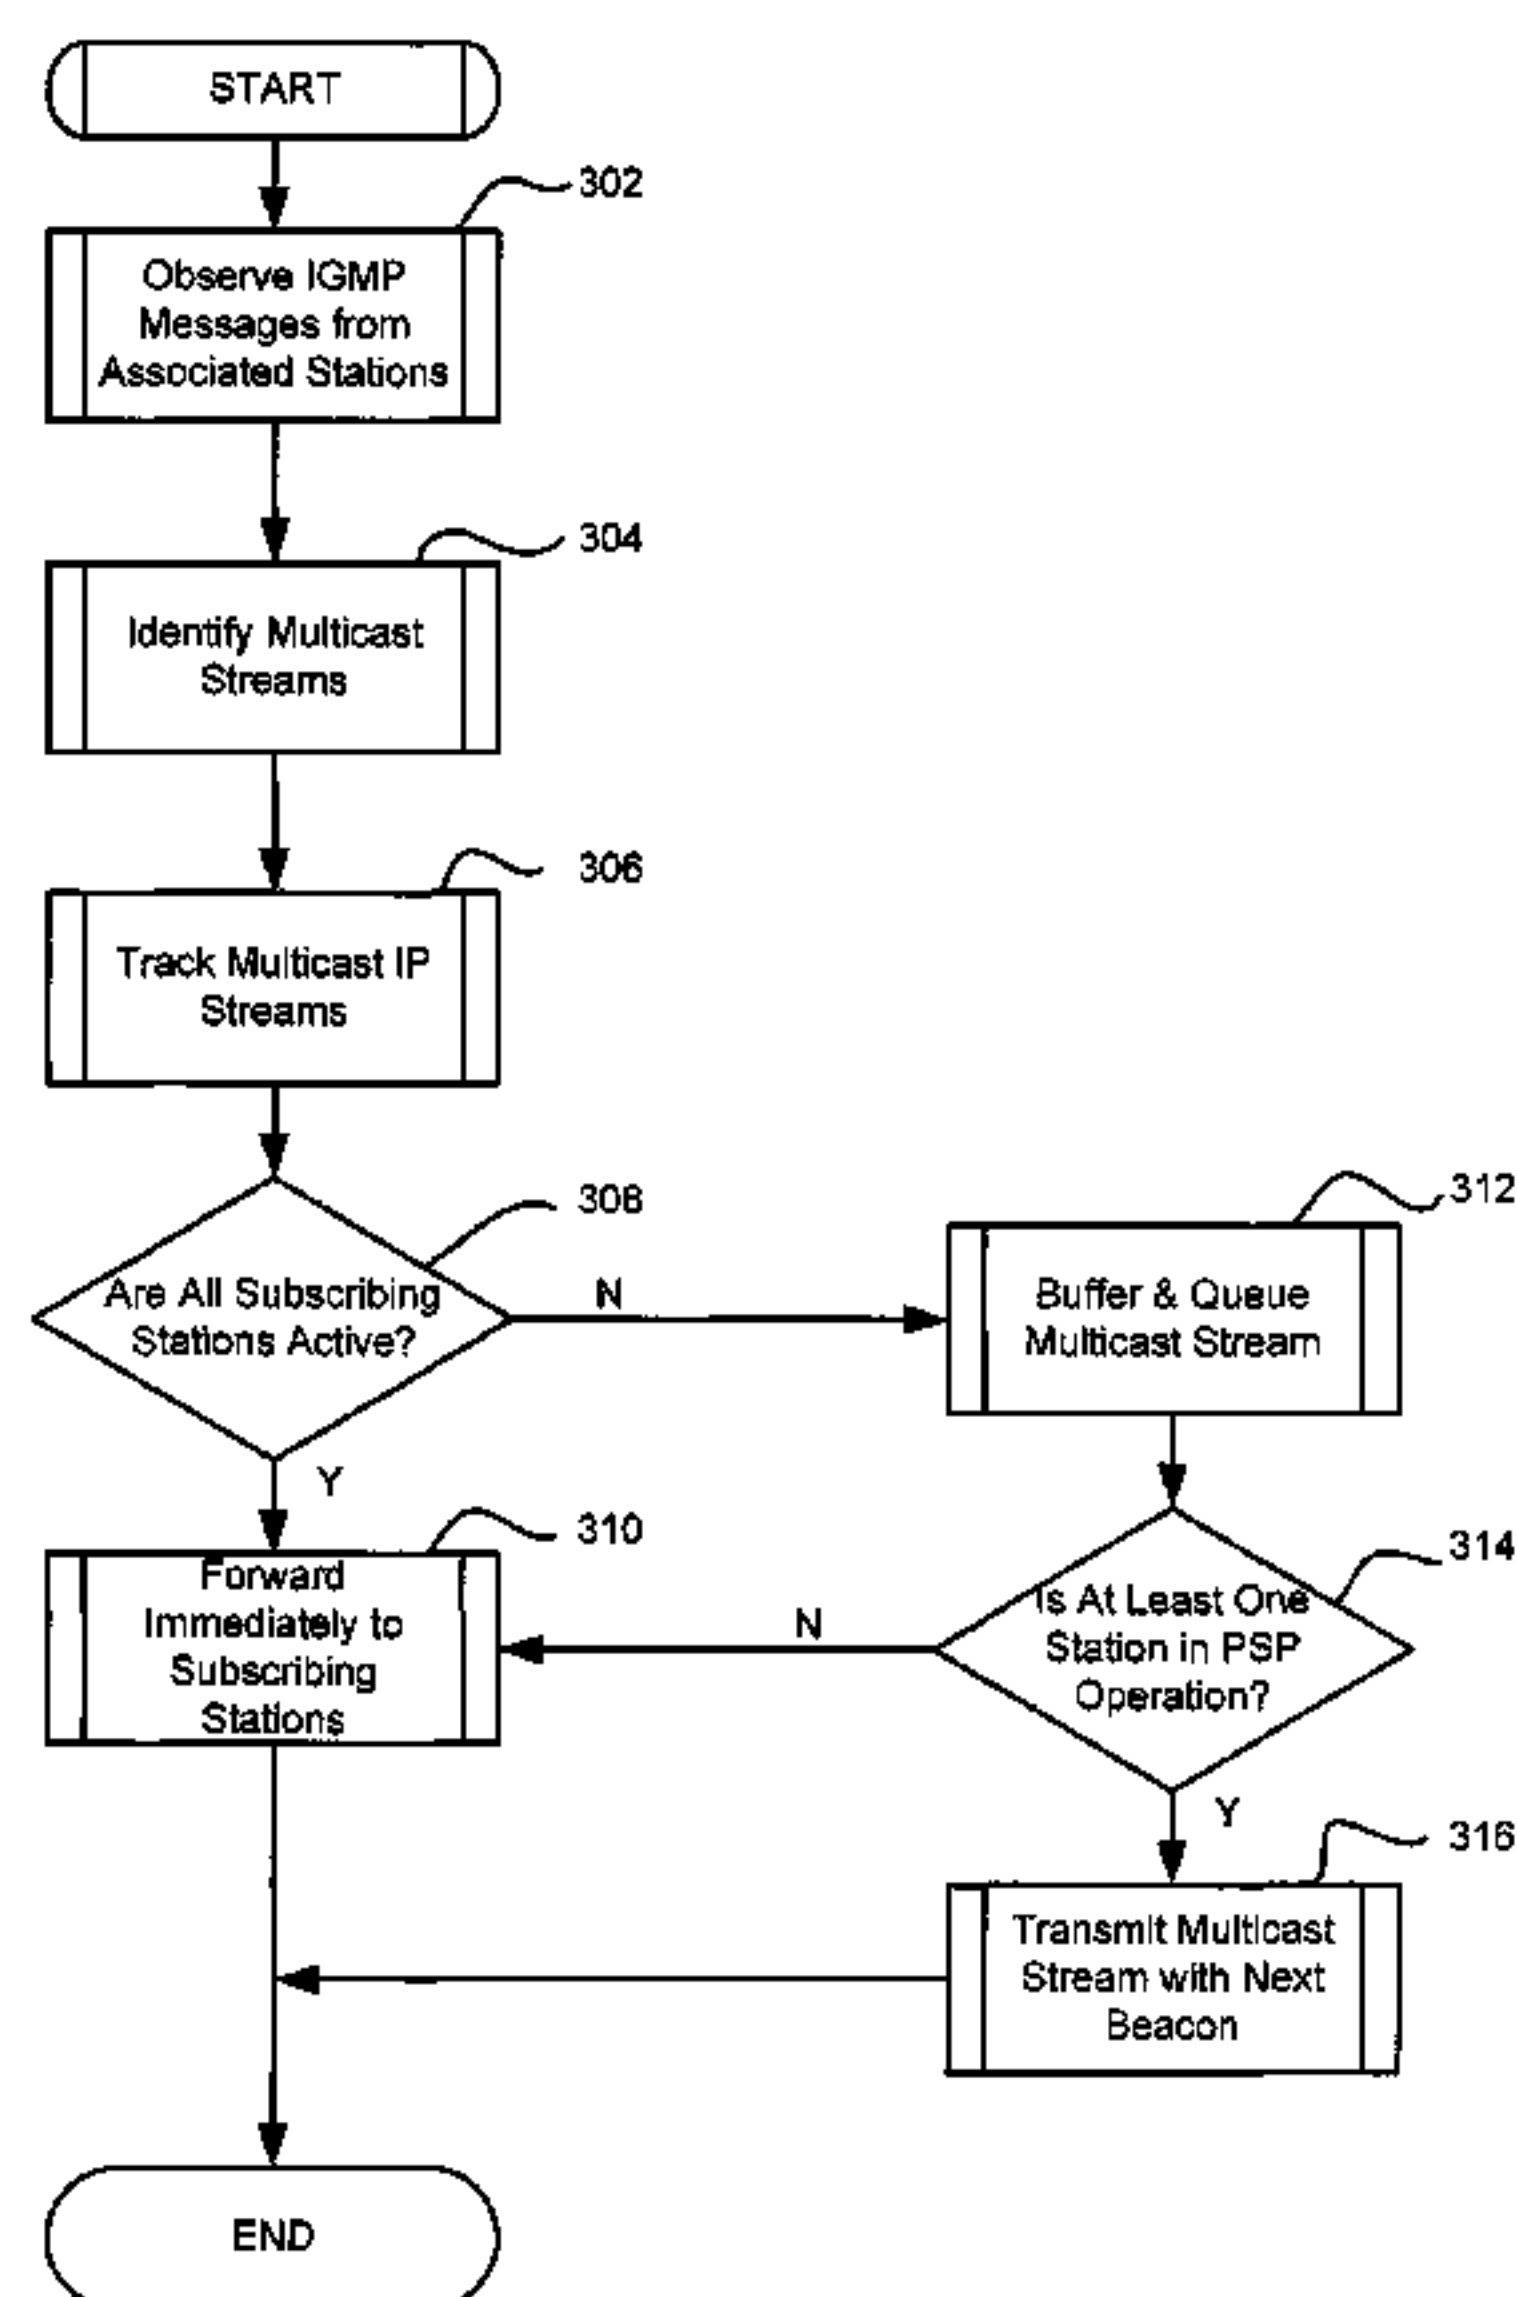 START
302
Observe IGMP
Messages from
Associated Stations
304
Identify Multicast
Streams
306
Track Multicast IP
Streams
308
Are All Subscribing
Stations Active?
N
312
Buffer & Queue
Multicast Stream
Y
310
Forward
Immediately to
Subscribing
Stations
N
314
Is At Least One
Station in PSP
Operation?
Y
316
Transmit Multicast
Stream with Next
Beacon
END